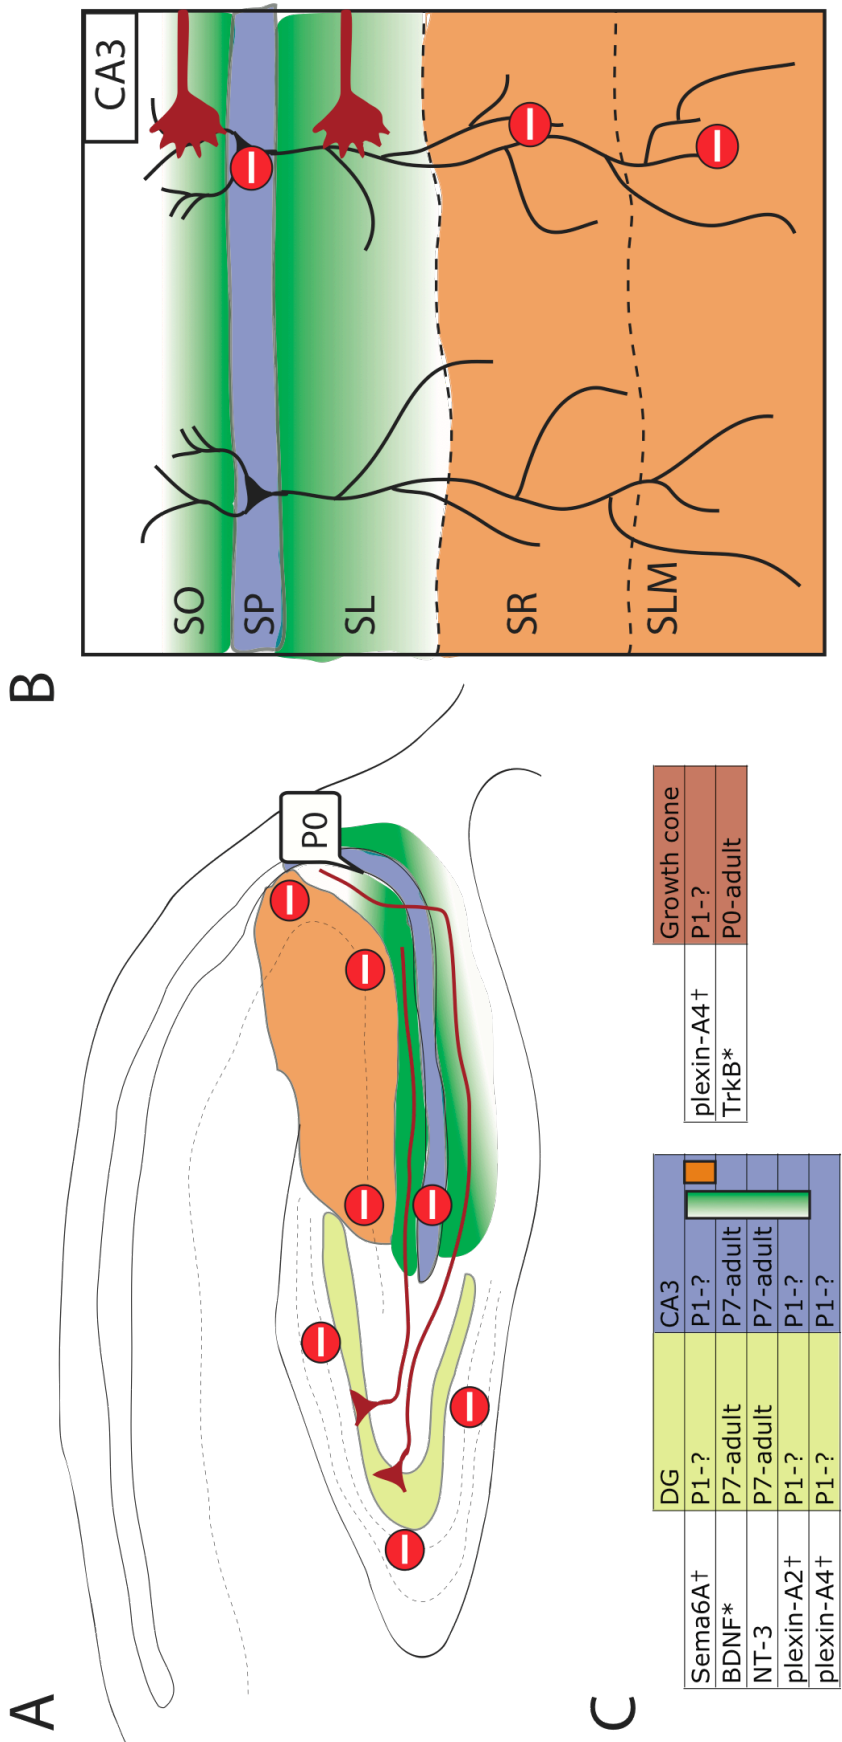 A
P0
B
CA3
SO
SP
SL
SR
SLM
C
DG CA3
Sema6A† P1-? P1-?
BDNF* P7-adult P7-adult
NT-3 P7-adult P7-adult
plexin-A2† P1-? P1-?
plexin-A4† P1-? P1-?
Growth cone
plexin-A4† P1-?
TrkB* P0-adult